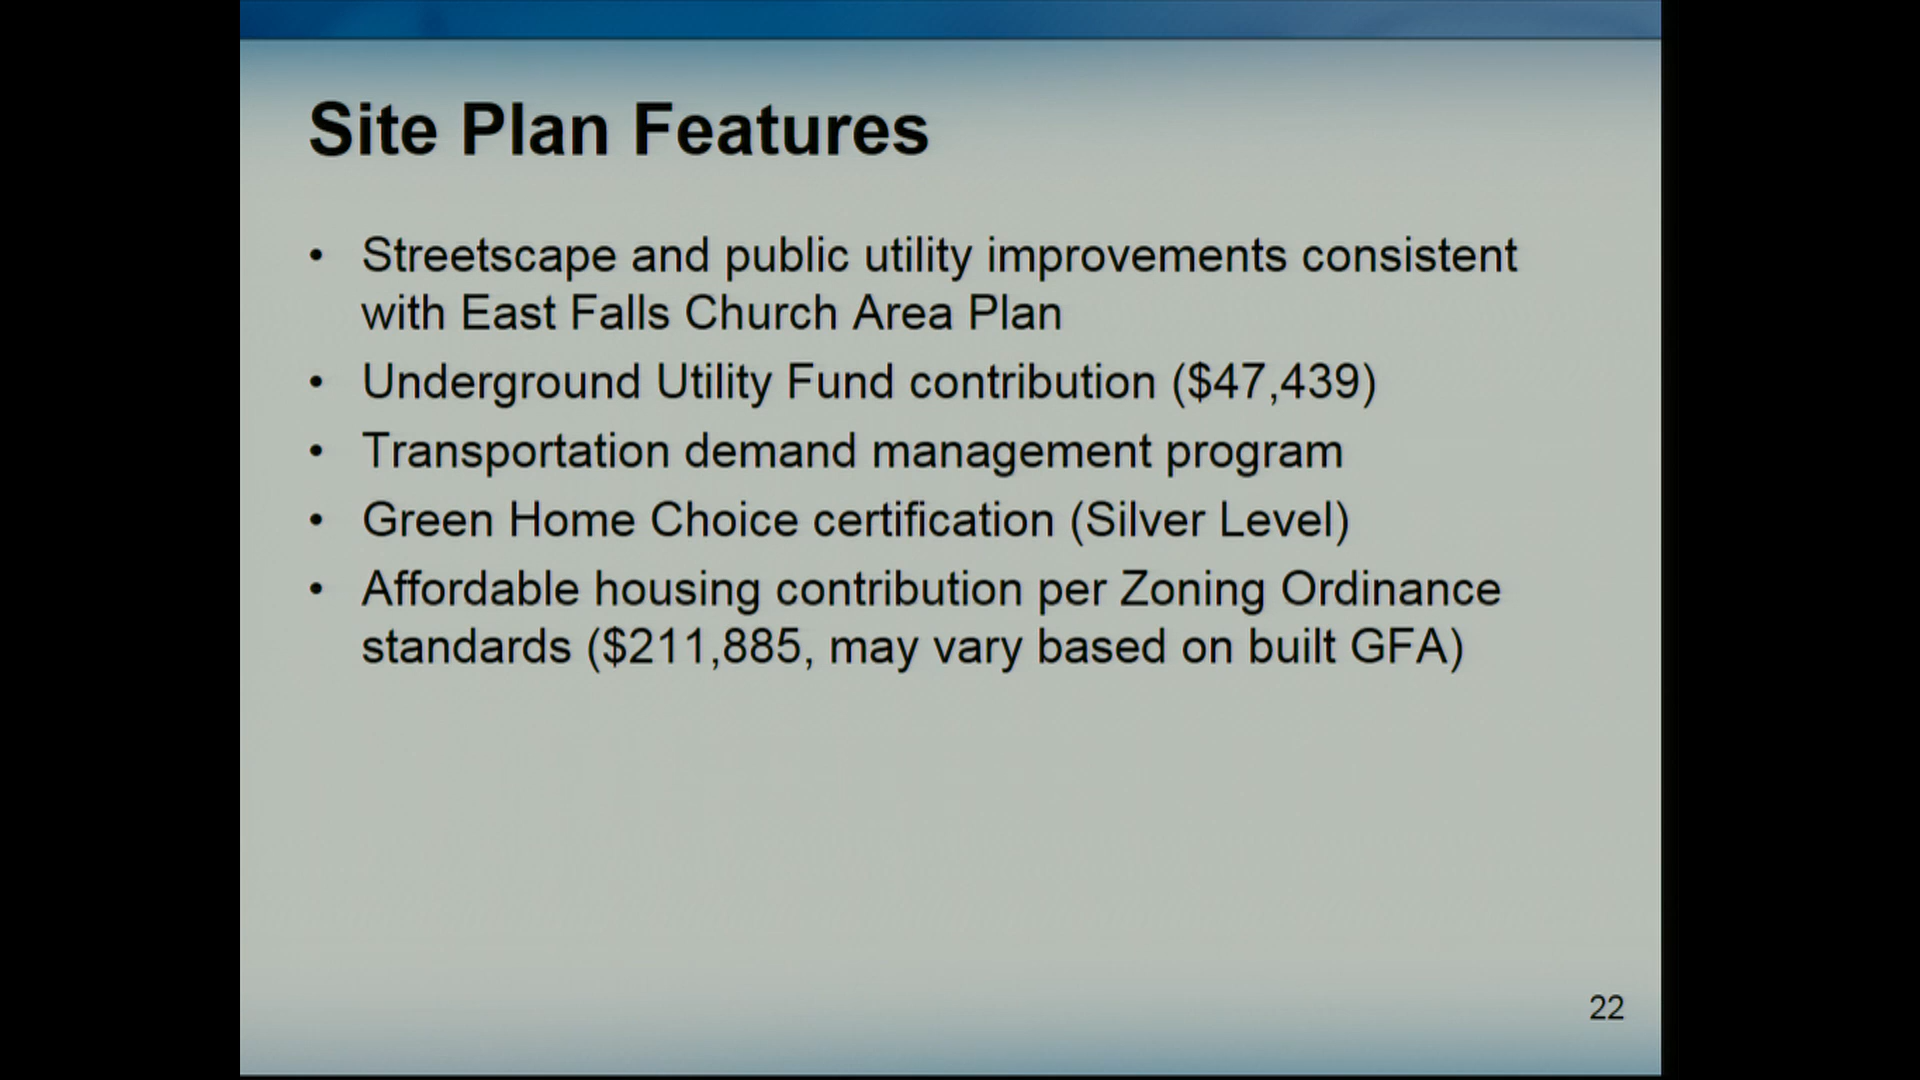 Site Plan Features
• Streetscape and public utility improvements consistent
with East Falls Church Area Plan
• Underground Utility Fund contribution ($47,439)
• Transportation demand management program
• Green Home Choice certification (Silver Level)
• Affordable housing contribution per Zoning Ordinance
standards ($211,885, may vary based on built GFA)
22